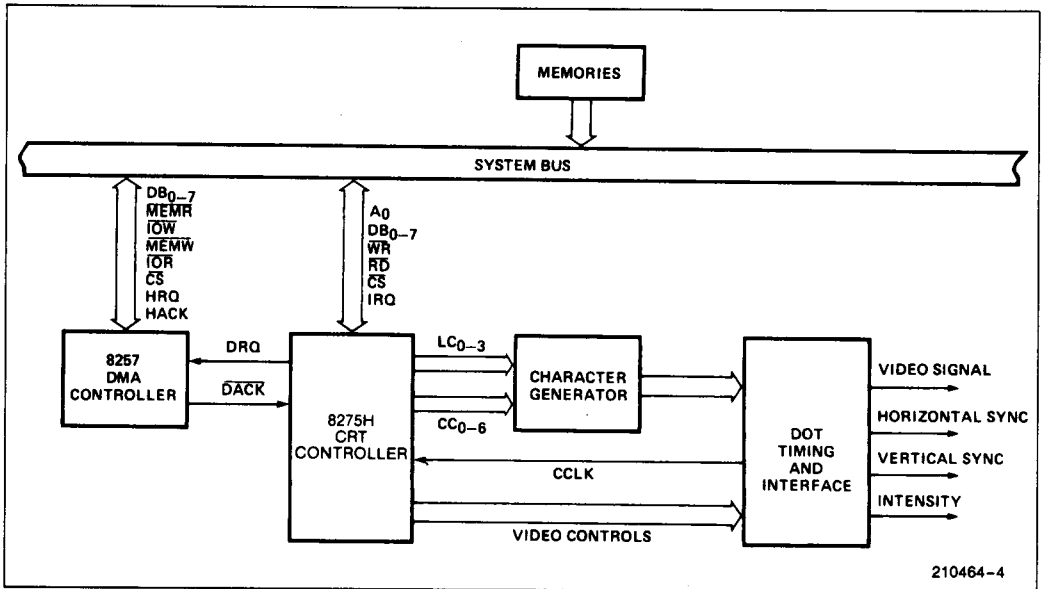 MEMORIES
SYSTEM BUS
DB0–7
MEMR
IOW
MEMW
IOR
CS
HRQ
HACK
A0
DB0–7
WR
RD
CS
IRQ
8257
DMA
CONTROLLER
DRQ
DACK
8275H
CRT
CONTROLLER
LC0–3
CC0–6
CHARACTER
GENERATOR
CCLK
VIDEO CONTROLS
DOT
TIMING
AND
INTERFACE
VIDEO SIGNAL
HORIZONTAL SYNC
VERTICAL SYNC
INTENSITY
210464–4